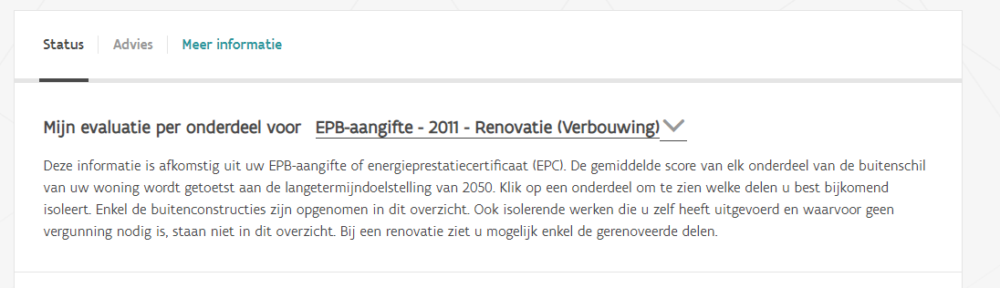 Status Advies Meer informatie
Mijn evaluatie per onderdeel voor EPB-aangifte - 2011 - Renovatie (Verbouwing)
Deze informatie is afkomstig uit uw EPB-aangifte of energieprestatiecertificaat (EPC). De gemiddelde score van elk onderdeel van de buitenschil
van uw woning wordt getoetst aan de langetermijndoelstelling van 2050. Klik op een onderdeel om te zien welke delen u best bijkomend
isoleert. Enkel de buitenconstructies zijn opgenomen in dit overzicht. Ook isolerende werken die u zelf heeft uitgevoerd en waarvoor geen
vergunning nodig is, staan niet in dit overzicht. Bij een renovatie ziet u mogelijk enkel de gerenoveerde delen.